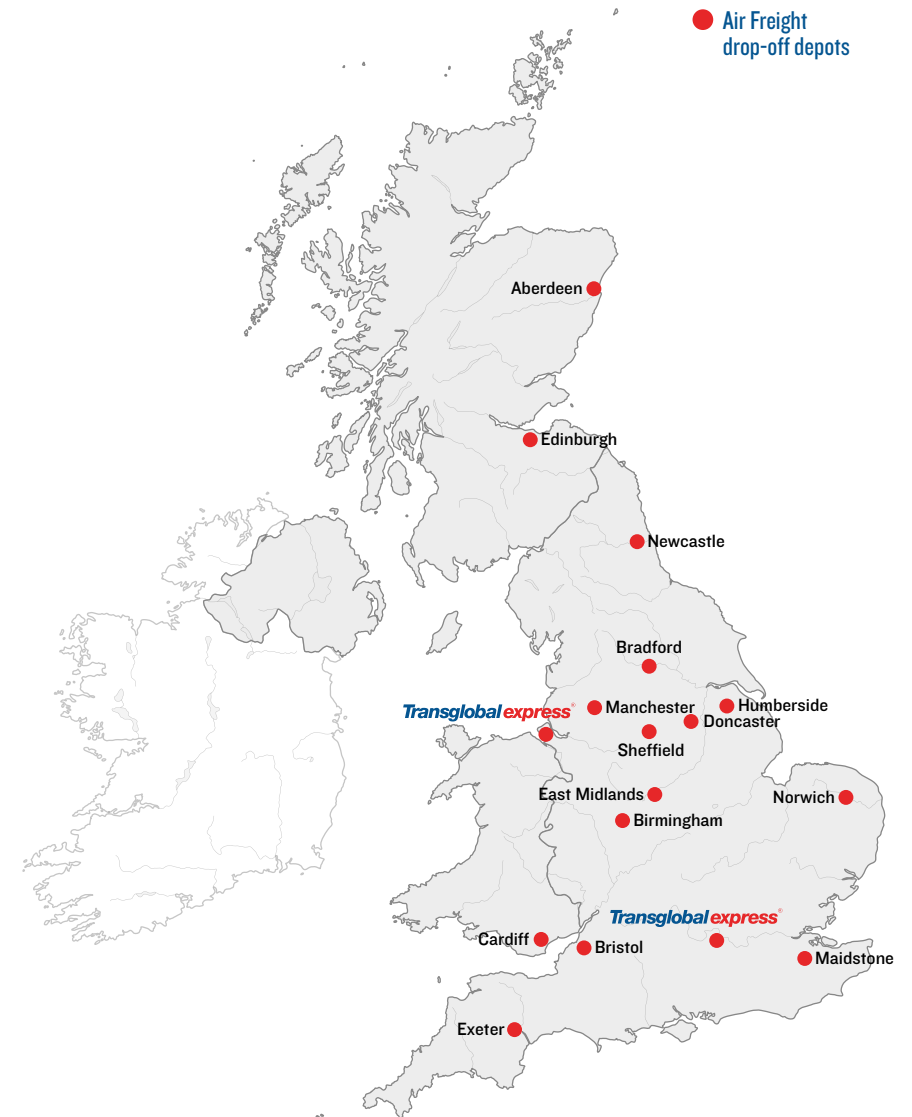 Air Freight
drop-off depots
Aberdeen
Edinburgh
Newcastle
Bradford
Transglobal express®
Manchester
Humberside
Doncaster
Sheffield
East Midlands
Norwich
Birmingham
Transglobal express®
Cardiff
Bristol
Maidstone
Exeter